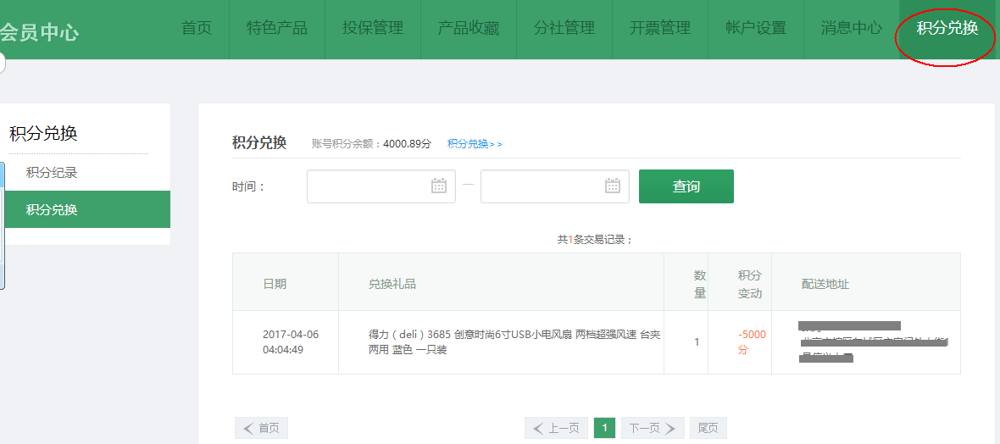 会员中心
首页 特色产品 投保管理 产品收藏 分社管理 开票管理 帐户设置 消息中心 积分兑换
积分兑换
积分纪录
积分兑换
积分兑换 账号积分余额：4000.89分 积分兑换>>
时间： — 查询
共1条交易记录；
日期 兑换礼品 数量 积分变动 配送地址
2017-04-06
04:04:49
得力（deli）3685 创意时尚6寸USB小电风扇 两档超强风速 台夹
两用 蓝色 一只装
1
-5000
分
首页 上一页 1 下一页 尾页